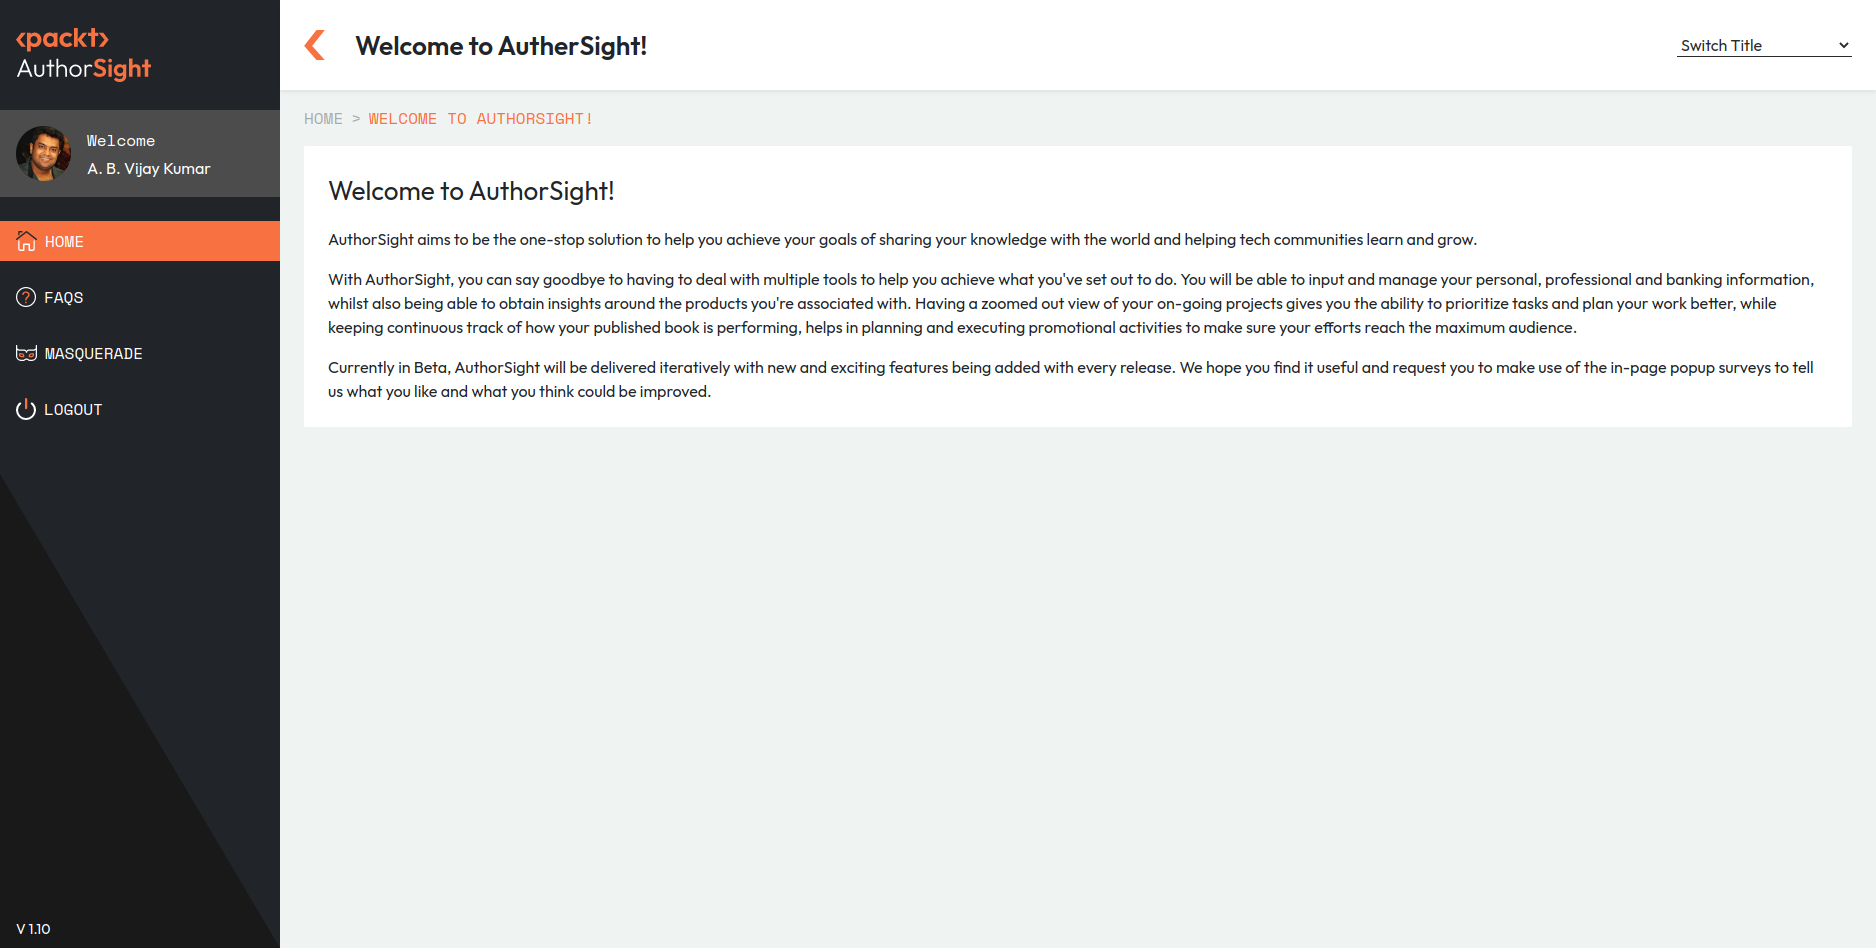 <packt>
AuthorSight
Welcome
A. B. Vijay Kumar
HOME
FAQS
MASQUERADE
LOGOUT
V 1.10
Welcome to AutherSight!
Switch Title
HOME > WELCOME TO AUTHORSIGHT!
Welcome to AuthorSight!
AuthorSight aims to be the one-stop solution to help you achieve your goals of sharing your knowledge with the world and helping tech communities learn and grow.
With AuthorSight, you can say goodbye to having to deal with multiple tools to help you achieve what you've set out to do. You will be able to input and manage your personal, professional and banking information,
whilst also being able to obtain insights around the products you're associated with. Having a zoomed out view of your on-going projects gives you the ability to prioritize tasks and plan your work better, while
keeping continuous track of how your published book is performing, helps in planning and executing promotional activities to make sure your efforts reach the maximum audience.
Currently in Beta, AuthorSight will be delivered iteratively with new and exciting features being added with every release. We hope you find it useful and request you to make use of the in-page popup surveys to tell
us what you like and what you think could be improved.